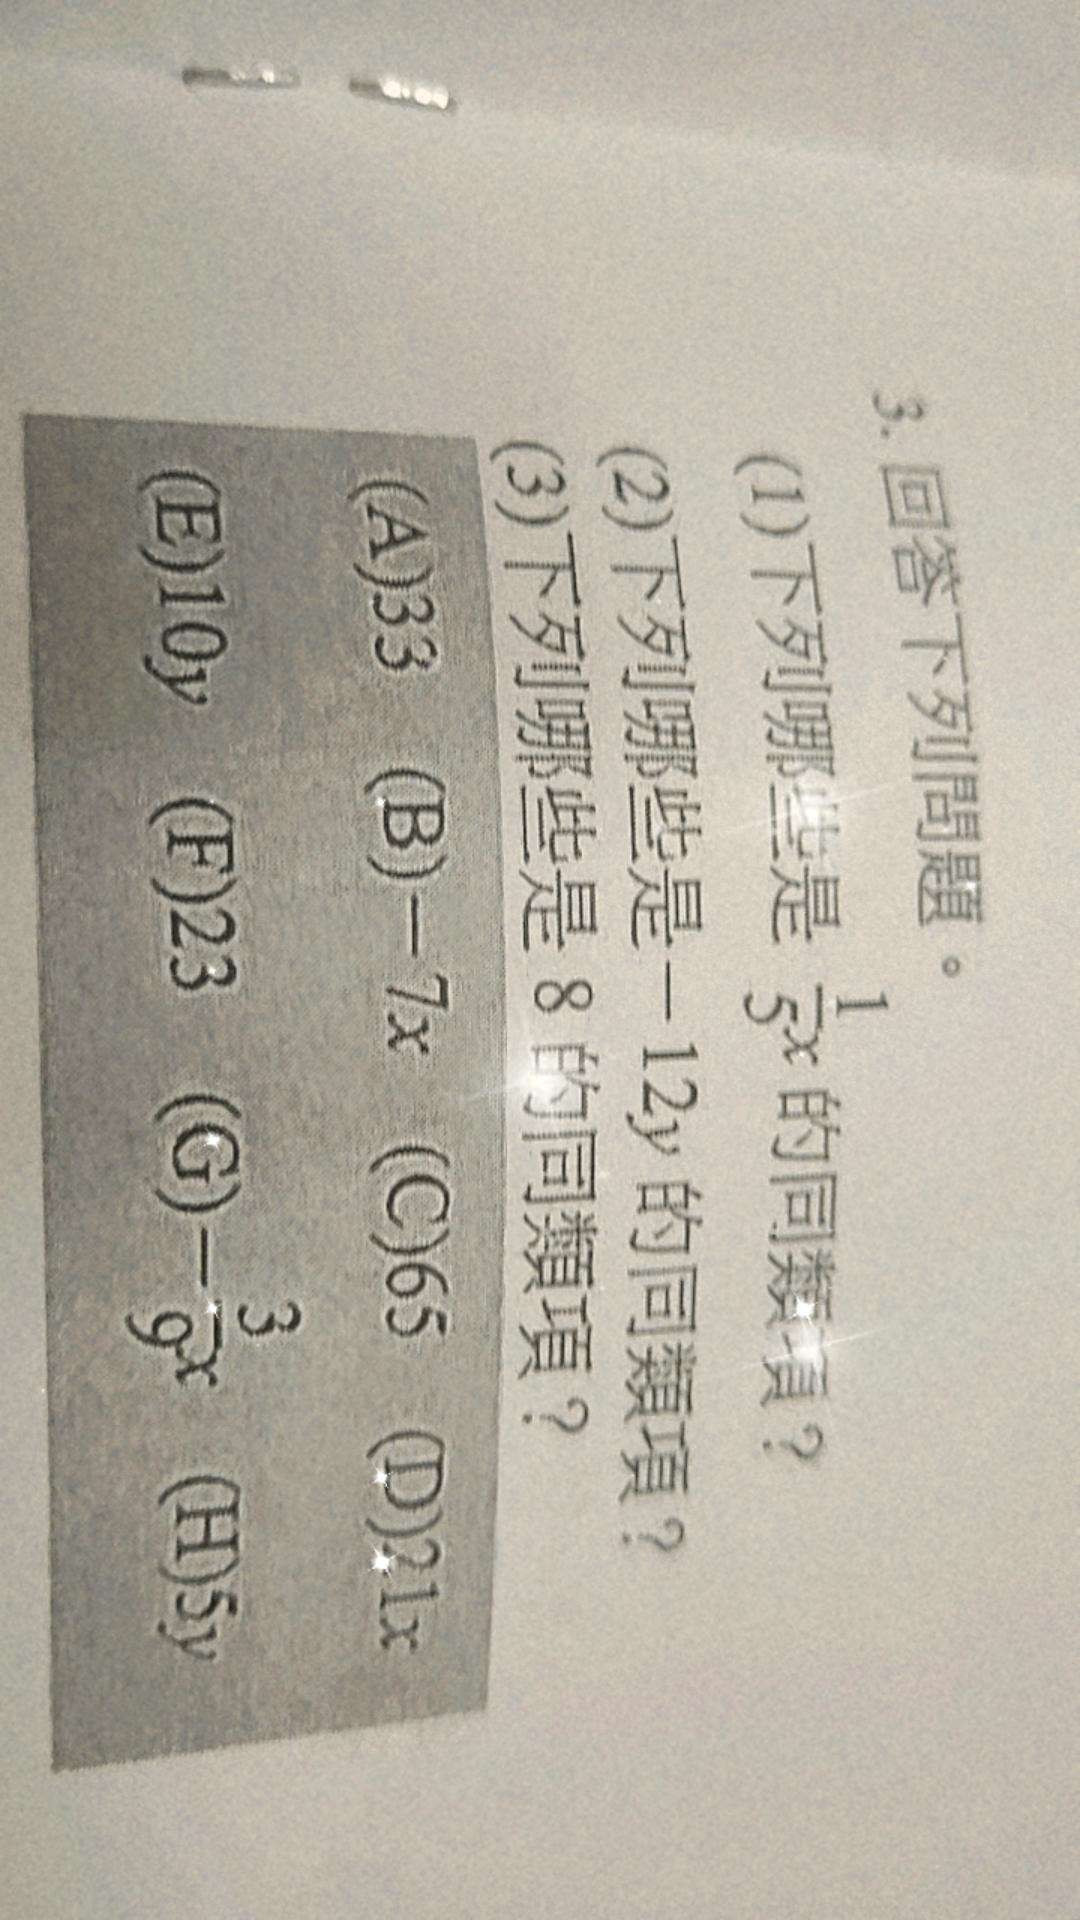 3. 回答下列問題。
(1)下列哪些是 1/5x 的同類項？
(2)下列哪些是－12y 的同類項？
(3)下列哪些是 8 的同類項？
(A)33 (B)－7x (C)65 (D)21x
(E)10y (F)23 (G)－3/9x (H)5y